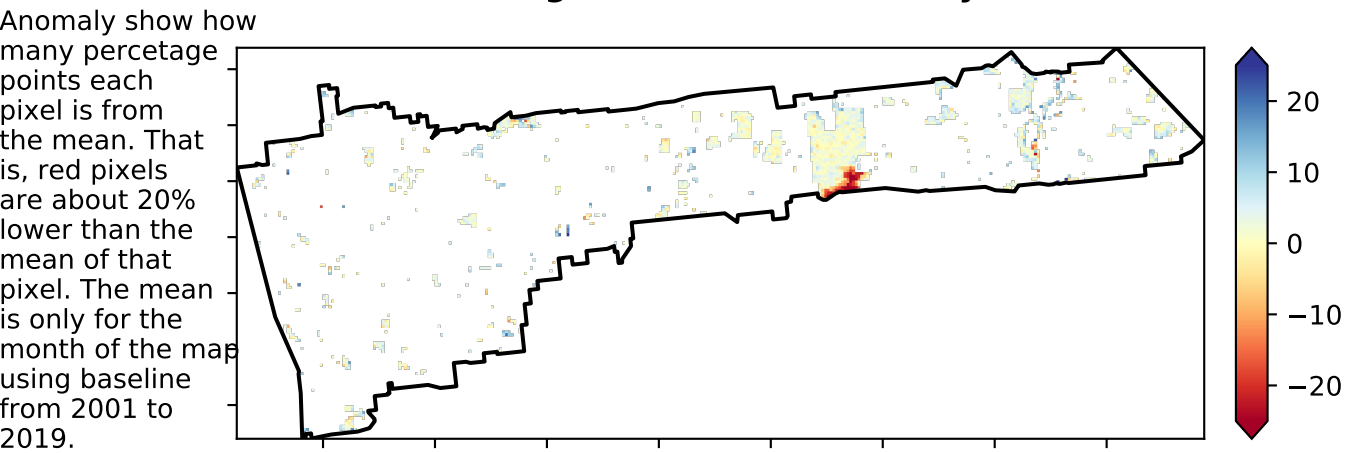 Anomaly show how
many percetage
points each
pixel is from
the mean. That
is, red pixels
are about 20%
lower than the
mean of that
pixel. The mean
is only for the
month of the map
using baseline
from 2001 to
2019.
20
10
0
−10
−20